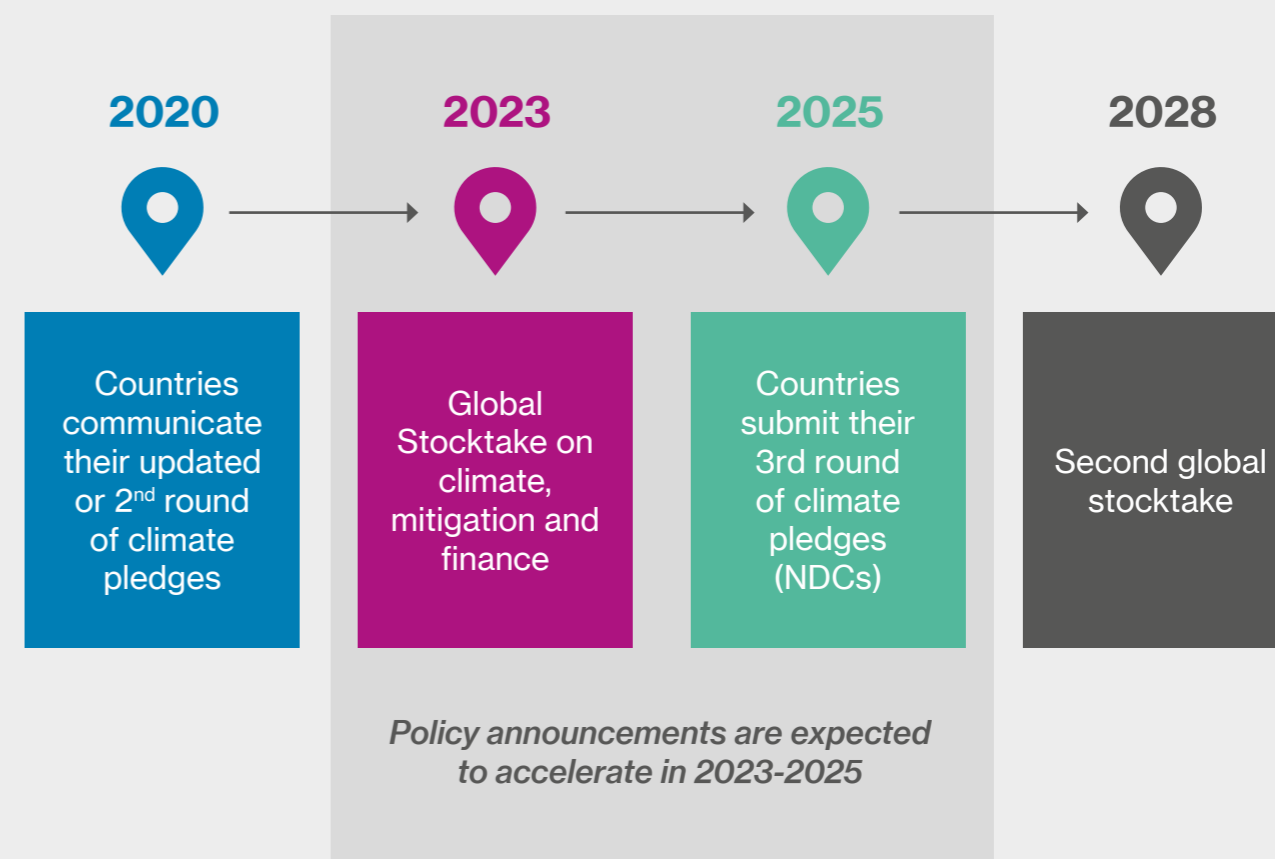 2020
Countries
communicate
their updated
or 2nd round
of climate
pledges
2023
Global
Stocktake on
climate,
mitigation and
finance
2025
Countries
submit their
3rd round
of climate
pledges
(NDCs)
2028
Second global
stocktake
Policy announcements are expected
to accelerate in 2023-2025